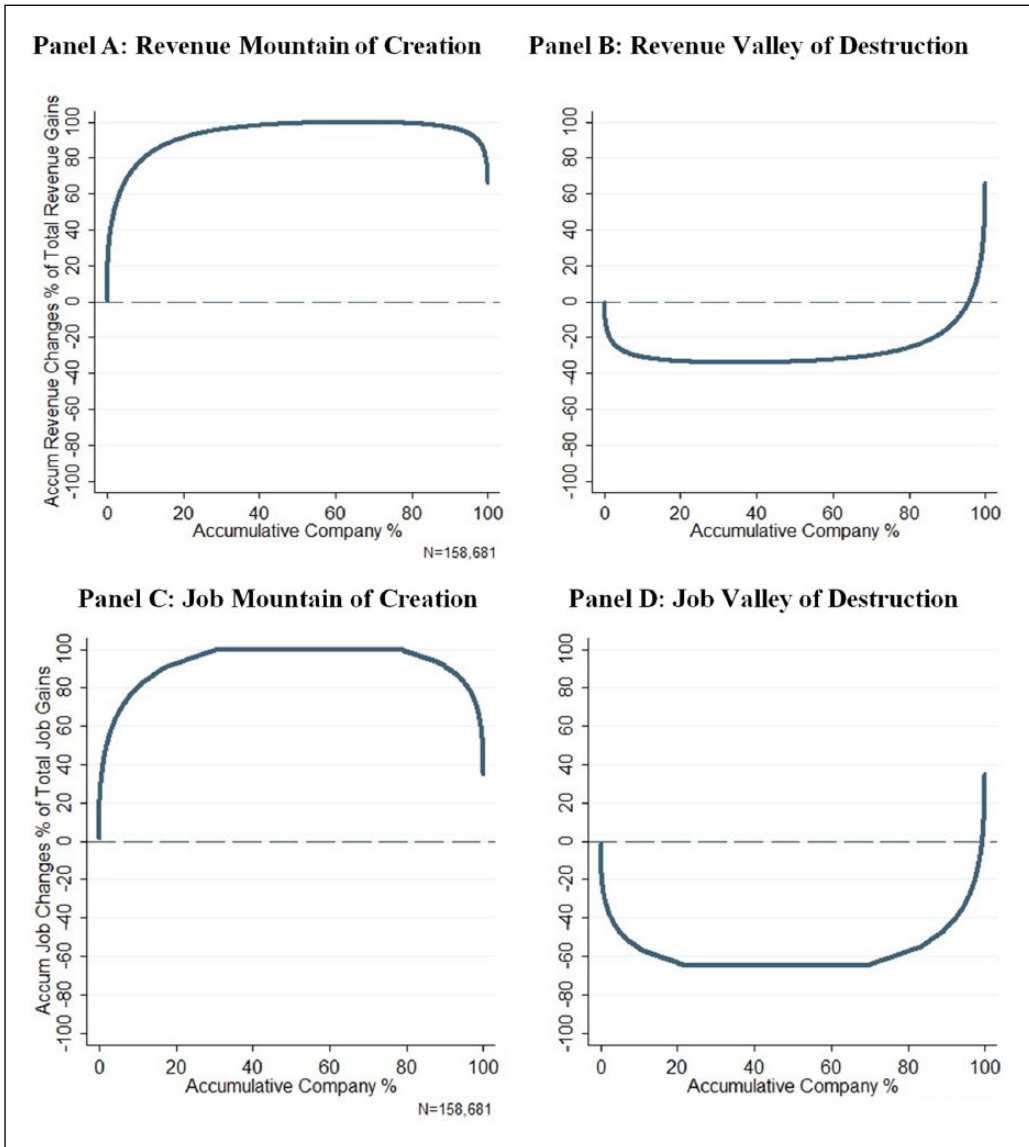 Panel A: Revenue Mountain of Creation
Accum Revenue Changes % of Total Revenue Gains
100
80
60
40
20
0
-20
-40
-60
-80
-100
0 20 40 60 80 100
Accumulative Company %
N=158,681
Panel B: Revenue Valley of Destruction
100
80
60
40
20
0
-20
-40
-60
-80
-100
0 20 40 60 80 100
Accumulative Company %
Panel C: Job Mountain of Creation
Accum Job Changes % of Total Job Gains
100
80
60
40
20
0
-20
-40
-60
-80
-100
0 20 40 60 80 100
Accumulative Company %
N=158,681
Panel D: Job Valley of Destruction
100
80
60
40
20
0
-20
-40
-60
-80
-100
0 20 40 60 80 100
Accumulative Company %